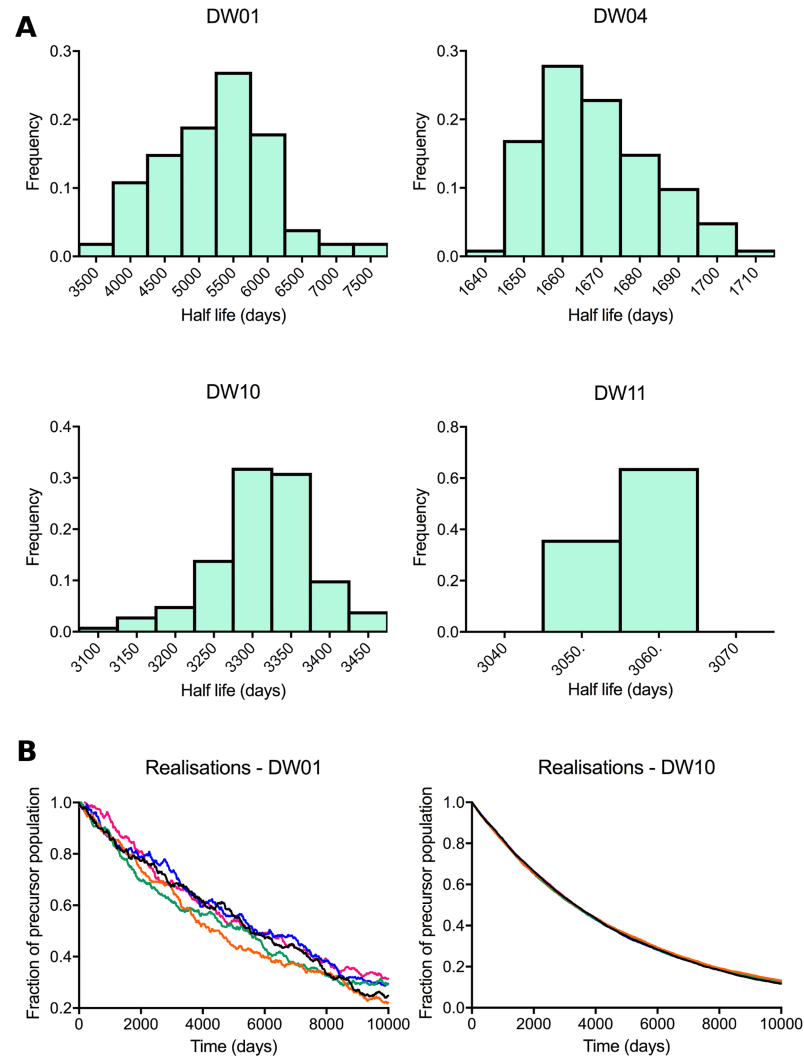 A
DW01
Frequency
0.3
0.2
0.1
0.0
3500 4000 4500 5000 5500 6000 6500 7000 7500
Half life (days)
DW04
Frequency
0.3
0.2
0.1
0.0
1640 1650 1660 1670 1680 1690 1700 1710
Half life (days)
DW10
Frequency
0.4
0.3
0.2
0.1
0.0
3100 3150 3200 3250 3300 3350 3400 3450
Half life (days)
DW11
Frequency
0.8
0.6
0.4
0.2
0.0
3040 3050. 3060. 3070
Half life (days)
B
Realisations - DW01
Fraction of precursor population
1.0
0.8
0.6
0.4
0.2
0 2000 4000 6000 8000 10000
Time (days)
Realisations - DW10
Fraction of precursor population
1.0
0.8
0.6
0.4
0.2
0.0
0 2000 4000 6000 8000 10000
Time (days)